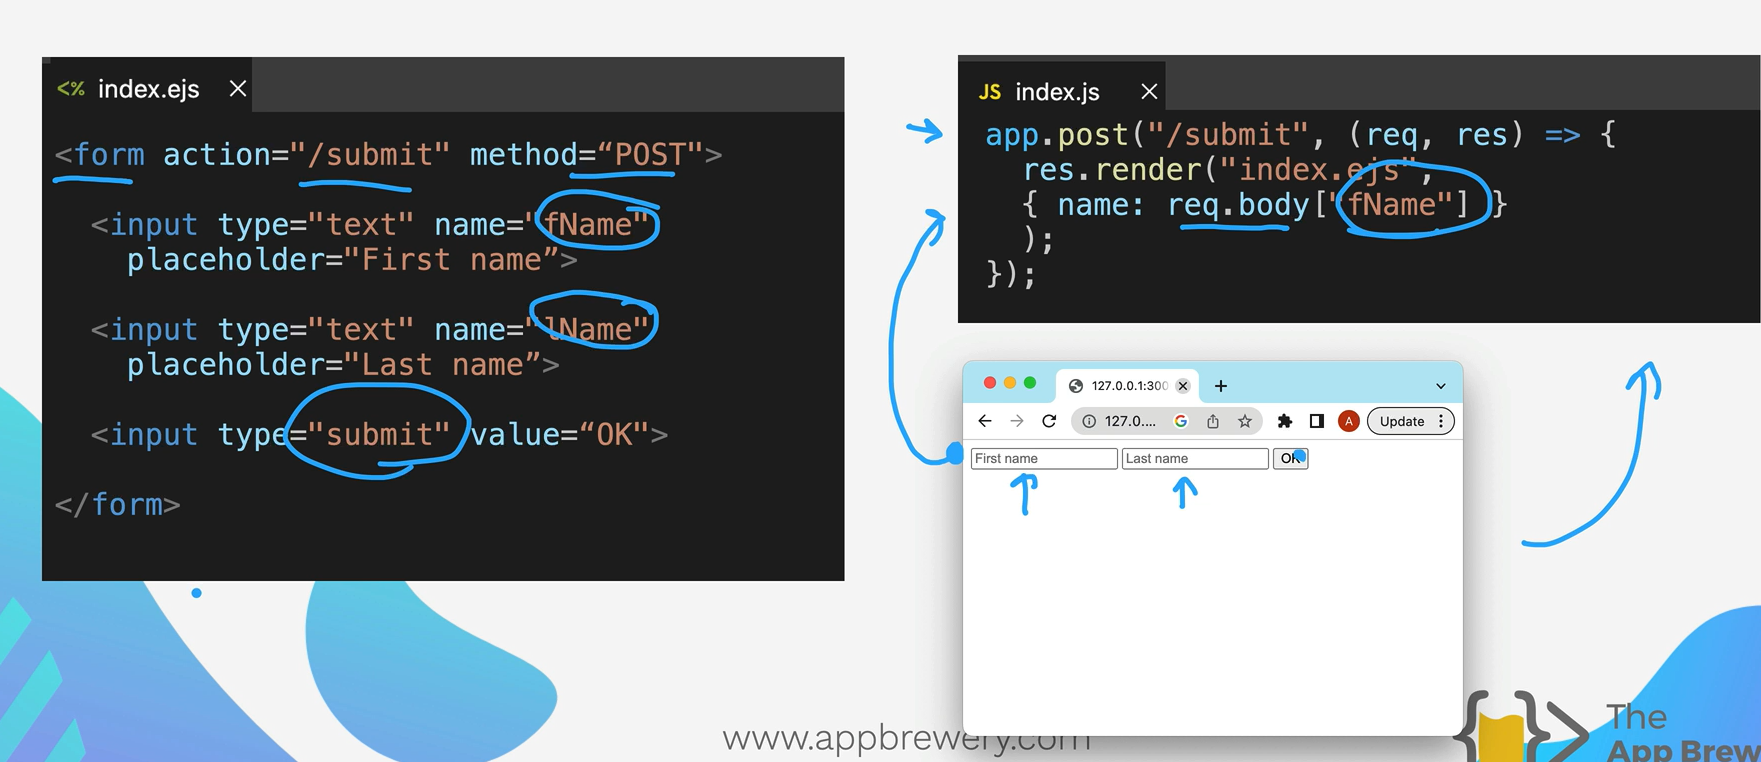 <% index.ejs ×
<form action="/submit" method=“POST">
<input type="text" name="fName"
placeholder="First name”>
<input type="text" name="lName"
placeholder="Last name”>
<input type="submit" value=“OK">
</form>
JS index.js ×
app.post("/submit", (req, res) => {
res.render("index.ejs",
{ name: req.body["fName"] }
);
});
127.0.0.1:300
127.0....
G
A
Update
First name
Last name
OK
www.appbrewery.com
The
App Brew